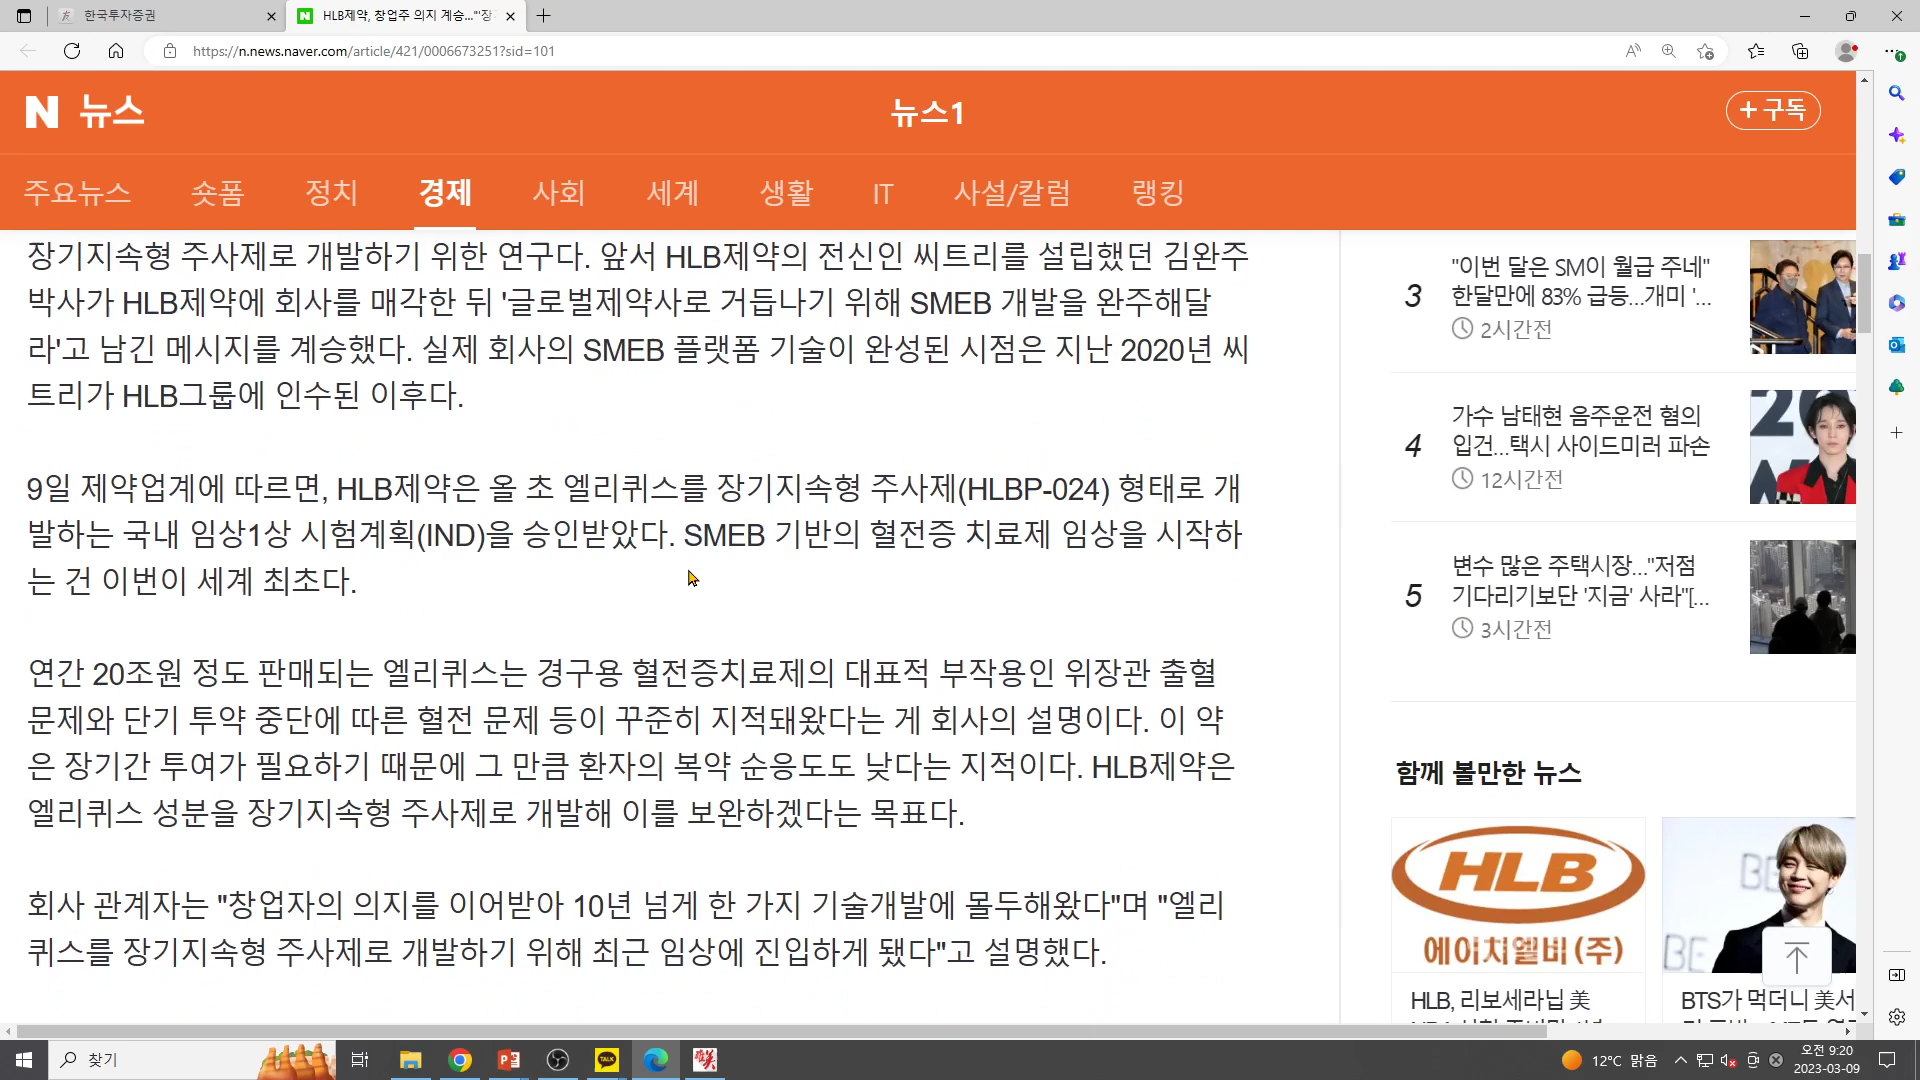 한국투자증권
HLB제약, 창업주 의지 계승..."장
https://n.news.naver.com/article/421/0006673251?sid=101
N 뉴스
뉴스1
+ 구독
주요뉴스 숏폼 정치 경제 사회 세계 생활 IT 사설/칼럼 랭킹
장기지속형 주사제로 개발하기 위한 연구다. 앞서 HLB제약의 전신인 씨트리를 설립했던 김완주
박사가 HLB제약에 회사를 매각한 뒤 '글로벌제약사로 거듭나기 위해 SMEB 개발을 완주해달
라'고 남긴 메시지를 계승했다. 실제 회사의 SMEB 플랫폼 기술이 완성된 시점은 지난 2020년 씨
트리가 HLB그룹에 인수된 이후다.
9일 제약업계에 따르면, HLB제약은 올 초 엘리퀴스를 장기지속형 주사제(HLBP-024) 형태로 개
발하는 국내 임상1상 시험계획(IND)을 승인받았다. SMEB 기반의 혈전증 치료제 임상을 시작하
는 건 이번이 세계 최초다.
연간 20조원 정도 판매되는 엘리퀴스는 경구용 혈전증치료제의 대표적 부작용인 위장관 출혈
문제와 단기 투약 중단에 따른 혈전 문제 등이 꾸준히 지적돼왔다는 게 회사의 설명이다. 이 약
은 장기간 투여가 필요하기 때문에 그 만큼 환자의 복약 순응도도 낮다는 지적이다. HLB제약은
엘리퀴스 성분을 장기지속형 주사제로 개발해 이를 보완하겠다는 목표다.
회사 관계자는 "창업자의 의지를 이어받아 10년 넘게 한 가지 기술개발에 몰두해왔다"며 "엘리
퀴스를 장기지속형 주사제로 개발하기 위해 최근 임상에 진입하게 됐다"고 설명했다.
3
"이번 달은 SM이 월급 주네"
한달만에 83% 급등...개미 '...
2시간전
4
가수 남태현 음주운전 혐의
입건...택시 사이드미러 파손
12시간전
5
변수 많은 주택시장..."저점
기다리기보단 '지금' 사라"[...
3시간전
함께 볼만한 뉴스
HLB
에이치엘비(주)
HLB, 리보세라닙 美
BTS가 먹더니 美서
찾기
TALK
12°C 맑음
오전 9:20
2023-03-09